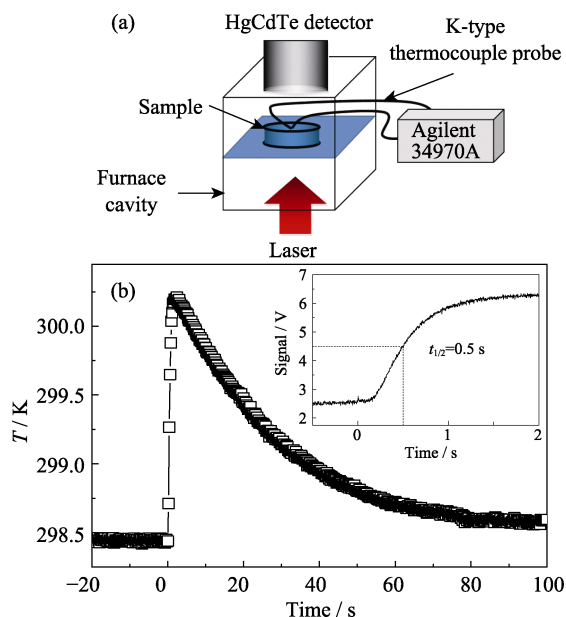 (a)
HgCdTe detector
K-type
thermocouple probe
Sample
Agilent
34970A
Furnace
cavity
Laser
(b)
T / K
300.0
299.5
299.0
298.5
−20
0
20
40
60
80
100
Time / s
Signal / V
7
6
5
4
3
2
t1/2=0.5 s
0
1
2
Time / s